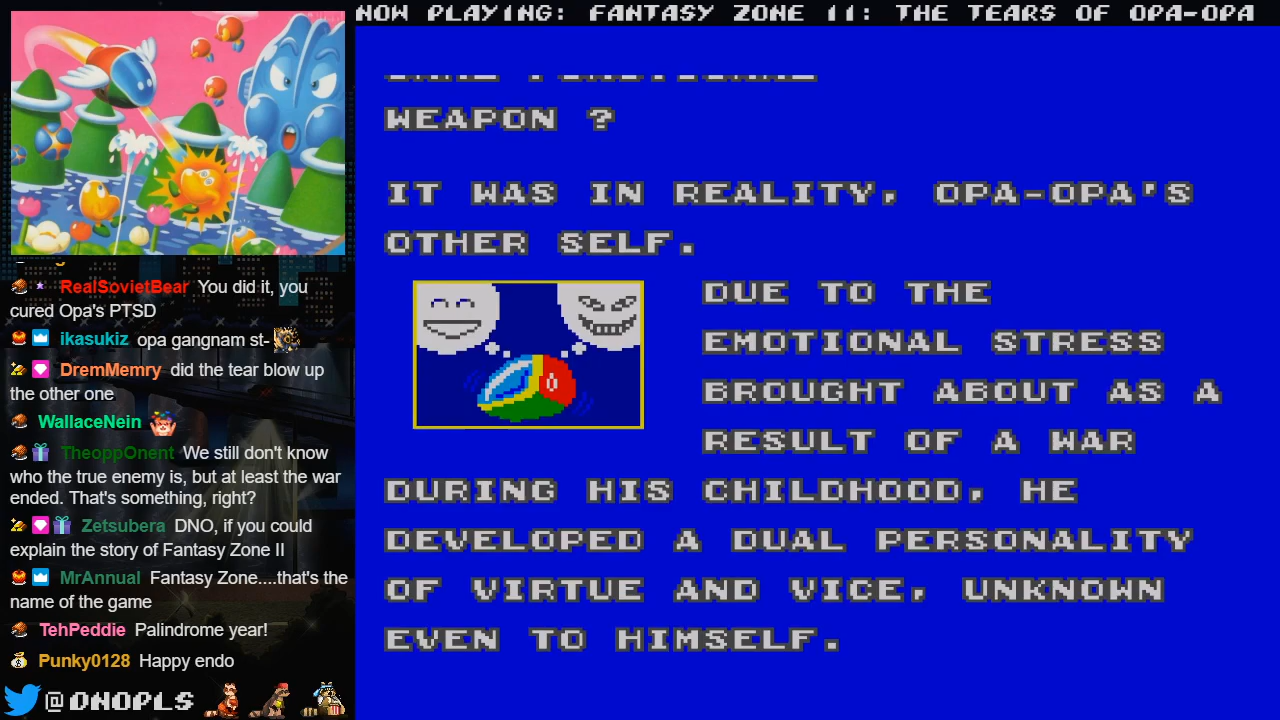 NOW PLAYING: FANTASY ZONE II: THE TEARS OF OPA-OPA
WEAPON ?
IT WAS IN REALITY, OPA-OPA'S
OTHER SELF.
DUE TO THE
EMOTIONAL STRESS
BROUGHT ABOUT AS A
RESULT OF A WAR
DURING HIS CHILDHOOD, HE
DEVELOPED A DUAL PERSONALITY
OF VIRTUE AND VICE, UNKNOWN
EVEN TO HIMSELF.
RealSovietBear You did it, you
cured Opa's PTSD
ikasukiz opa gangnam st-
DremMemry did the tear blow up
the other one
WallaceNein
TheoppOnent We still don't know
who the true enemy is, but at least the war
ended. That's something, right?
Zetsubera DNO, if you could
explain the story of Fantasy Zone II
MrAnnual Fantasy Zone....that's the
name of the game
TehPeddie Palindrome year!
Punky0128 Happy endo
@DNOPLS